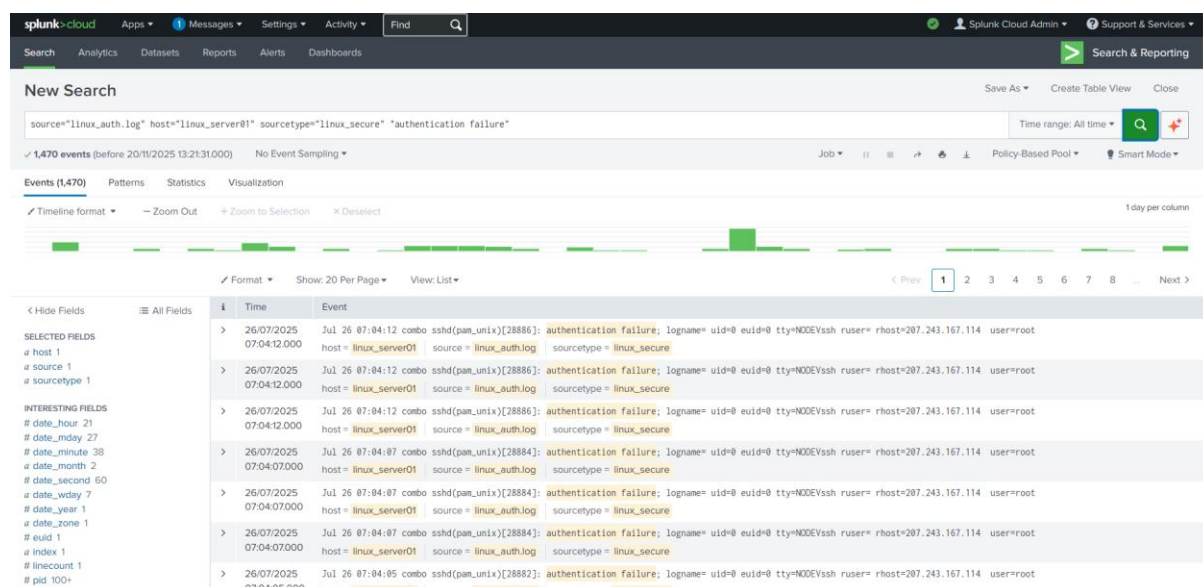 splunk>cloud Apps 1 Messages Settings Activity Find Splunk Cloud Admin Support & Services
Search Analytics Datasets Reports Alerts Dashboards Search & Reporting
New Search Save As Create Table View Close
source="linux_auth.log" host="linux_server01" sourcetype="linux_secure" "authentication failure" Time range: All time
1,470 events (before 20/11/2025 13:21:31.000) No Event Sampling Job Policy-Based Pool Smart Mode
Events (1,470) Patterns Statistics Visualization
Timeline format — Zoom Out + Zoom to Selection × Deselect 1 day per column
Format Show: 20 Per Page View: List < Prev 1 2 3 4 5 6 7 8 ... Next >
< Hide Fields All Fields i Time Event
SELECTED FIELDS
a host 1
a source 1
a sourcetype 1
INTERESTING FIELDS
# date_hour 21
# date_mday 27
# date_minute 38
a date_month 2
# date_second 60
a date_wday 7
# date_year 1
a date_zone 1
# euid 1
a index 1
# linecount 1
# pid 100+
> 26/07/2025 Jul 26 07:04:12 combo sshd(pam_unix)[28886]: authentication failure; logname= uid=0 euid=0 tty=NODEVssh ruser= rhost=207.243.167.114 user=root
07:04:12.000 host = linux_server01 source = linux_auth.log sourcetype = linux_secure
> 26/07/2025 Jul 26 07:04:12 combo sshd(pam_unix)[28886]: authentication failure; logname= uid=0 euid=0 tty=NODEVssh ruser= rhost=207.243.167.114 user=root
07:04:12.000 host = linux_server01 source = linux_auth.log sourcetype = linux_secure
> 26/07/2025 Jul 26 07:04:12 combo sshd(pam_unix)[28886]: authentication failure; logname= uid=0 euid=0 tty=NODEVssh ruser= rhost=207.243.167.114 user=root
07:04:12.000 host = linux_server01 source = linux_auth.log sourcetype = linux_secure
> 26/07/2025 Jul 26 07:04:07 combo sshd(pam_unix)[28884]: authentication failure; logname= uid=0 euid=0 tty=NODEVssh ruser= rhost=207.243.167.114 user=root
07:04:07.000 host = linux_server01 source = linux_auth.log sourcetype = linux_secure
> 26/07/2025 Jul 26 07:04:07 combo sshd(pam_unix)[28884]: authentication failure; logname= uid=0 euid=0 tty=NODEVssh ruser= rhost=207.243.167.114 user=root
07:04:07.000 host = linux_server01 source = linux_auth.log sourcetype = linux_secure
> 26/07/2025 Jul 26 07:04:07 combo sshd(pam_unix)[28884]: authentication failure; logname= uid=0 euid=0 tty=NODEVssh ruser= rhost=207.243.167.114 user=root
07:04:07.000 host = linux_server01 source = linux_auth.log sourcetype = linux_secure
> 26/07/2025 Jul 26 07:04:05 combo sshd(pam_unix)[28882]: authentication failure; logname= uid=0 euid=0 tty=NODEVssh ruser= rhost=207.243.167.114 user=root